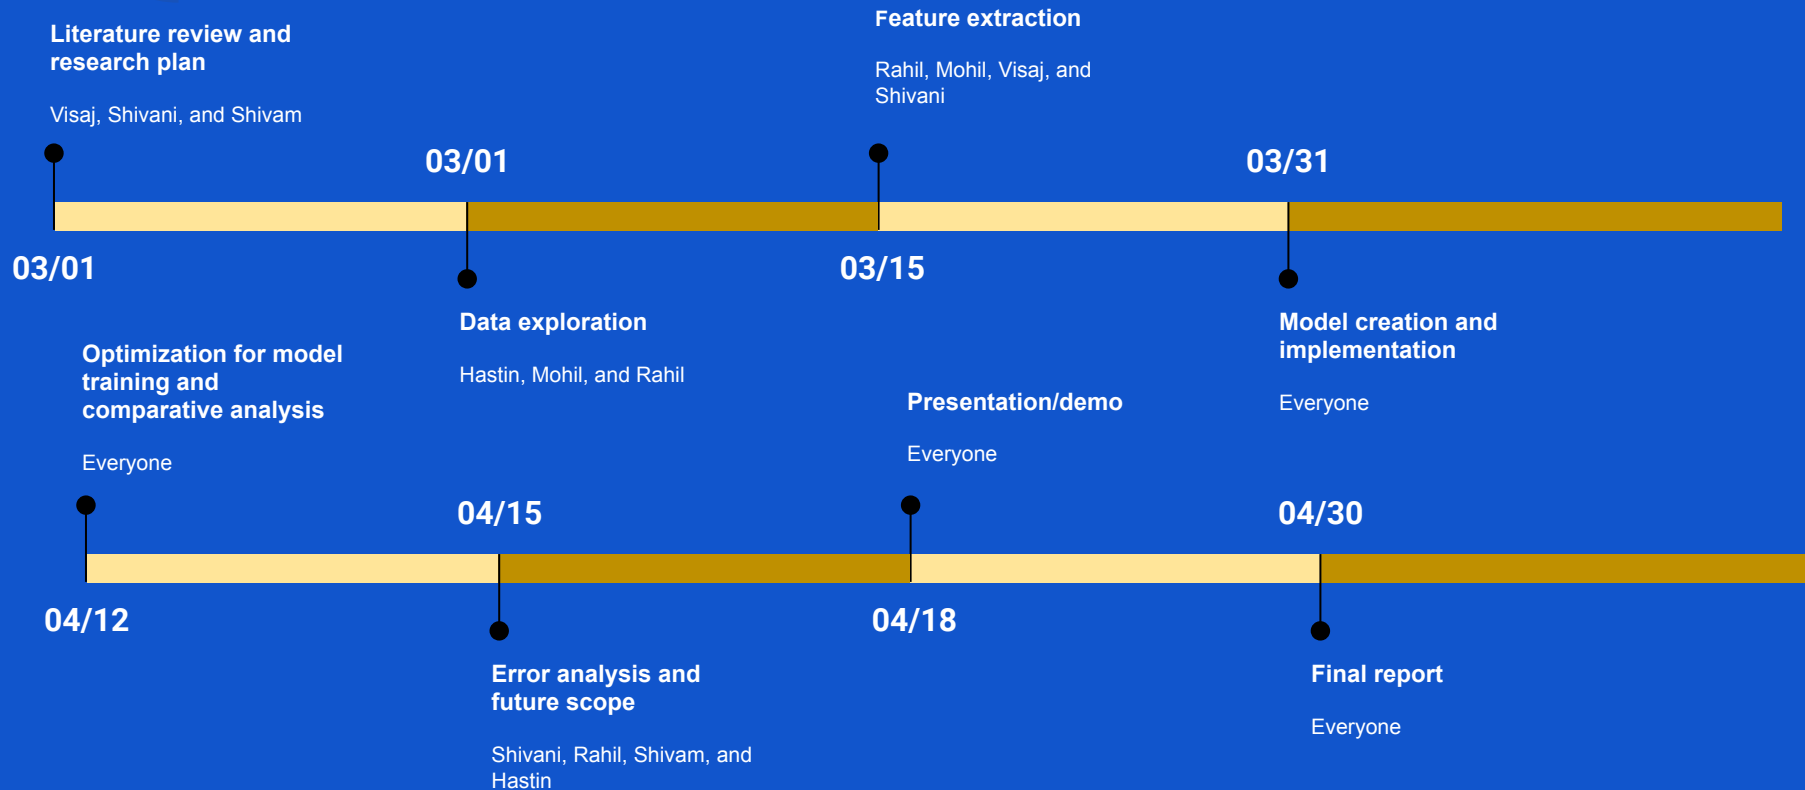 Literature review and
research plan
Visaj, Shivani, and Shivam
03/01
Feature extraction
Rahil, Mohil, Visaj, and
Shivani
03/31
03/01
Data exploration
Hastin, Mohil, and Rahil
03/15
Model creation and
implementation
Everyone
Optimization for model
training and
comparative analysis
Everyone
04/15
Presentation/demo
Everyone
04/30
04/12
Error analysis and
future scope
Shivani, Rahil, Shivam, and
Hastin
04/18
Final report
Everyone